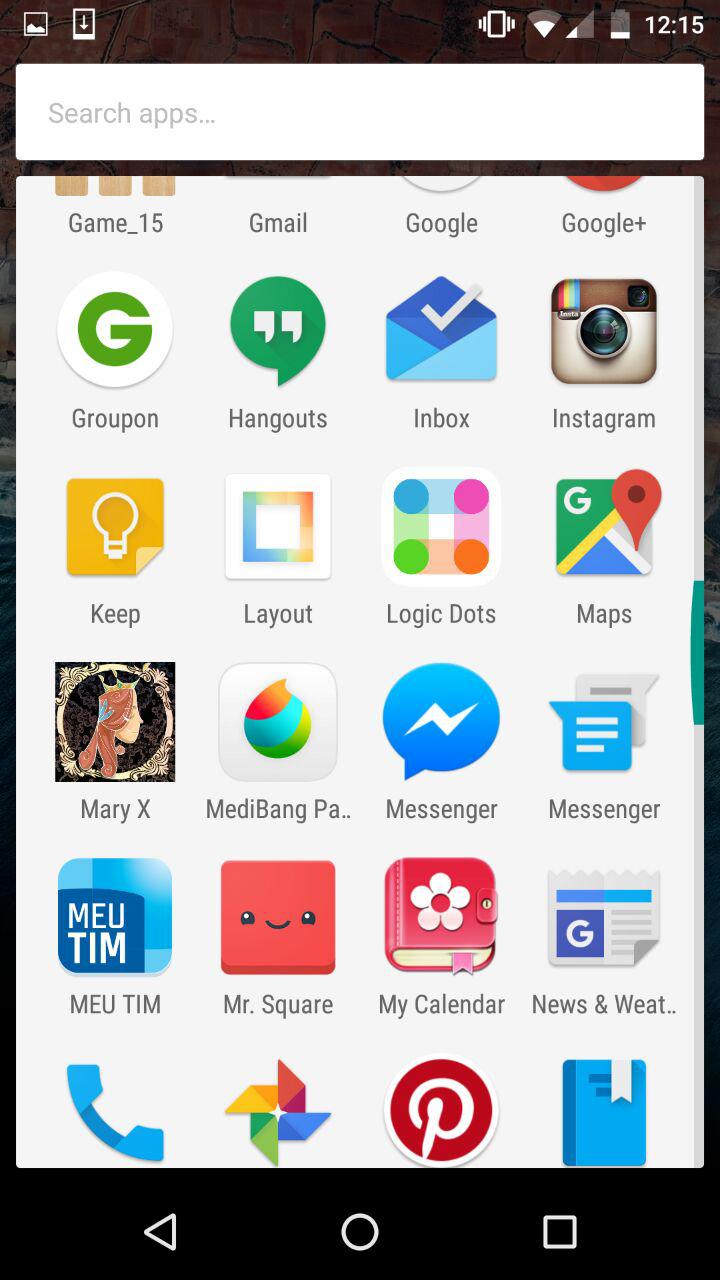 12:15
Search apps...
Game_15 Gmail Google Google+
Insta
Groupon Hangouts Inbox Instagram
G
Keep Layout Logic Dots Maps
Mary X MediBang Pa.. Messenger Messenger
MEU
TIM
G
MEU TIM Mr. Square My Calendar News & Weat..